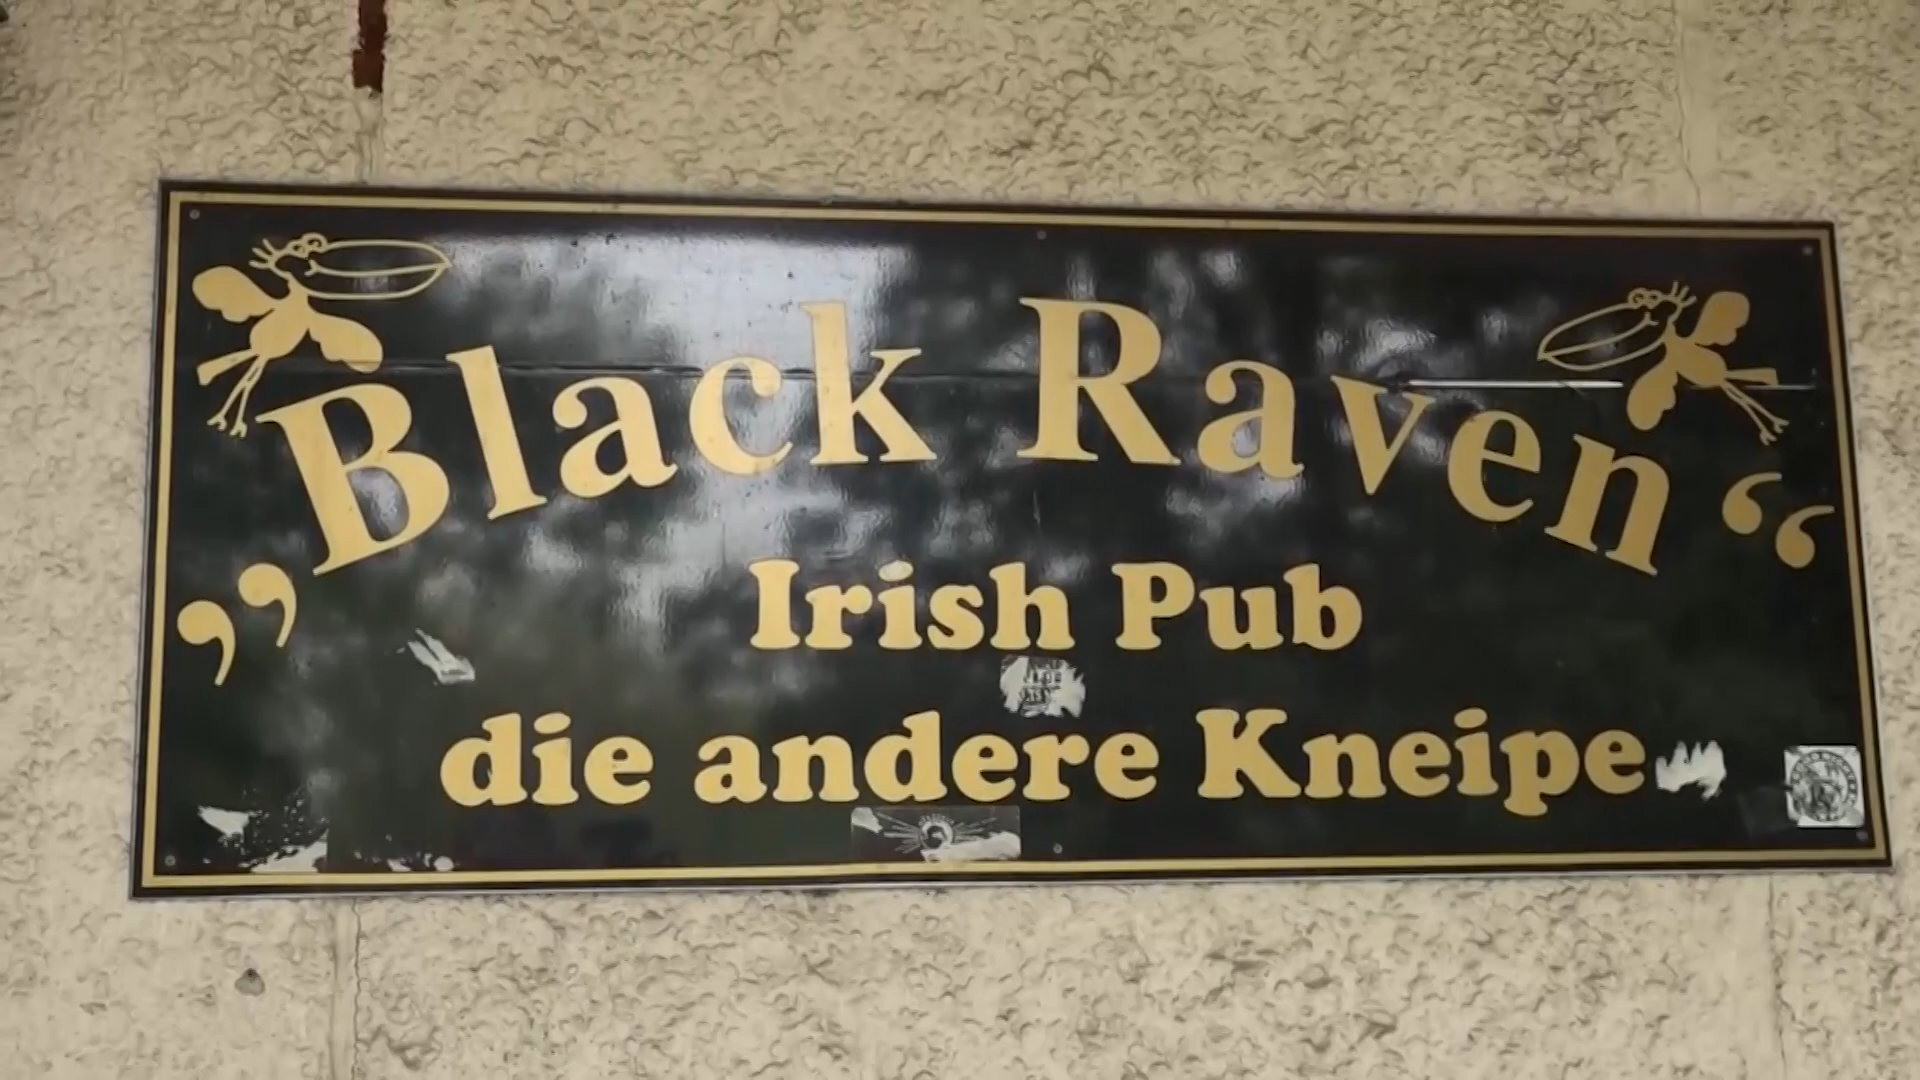 „Black Raven“
Irish Pub
die andere Kneipe